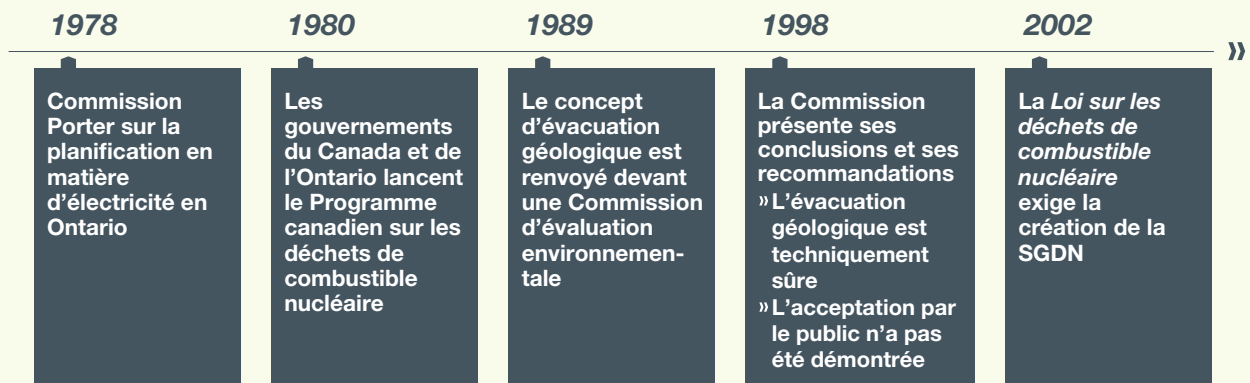 1978
Commission
Porter sur la
planification en
matière
d'électricité en
Ontario
1980
Les
gouvernements
du Canada et de
l'Ontario lancent
le Programme
canadien sur les
déchets de
combustible
nucléaire
1989
Le concept
d'évacuation
géologique est
renvoyé devant
une Commission
d'évaluation
environnemen-
tale
1998
La Commission
présente ses
conclusions et ses
recommandations
» L'évacuation
géologique est
techniquement
sûre
» L'acceptation par
le public n'a pas
été démontrée
2002
La Loi sur les
déchets de
combustible
nucléaire
exige la
création de la
SGDN
»